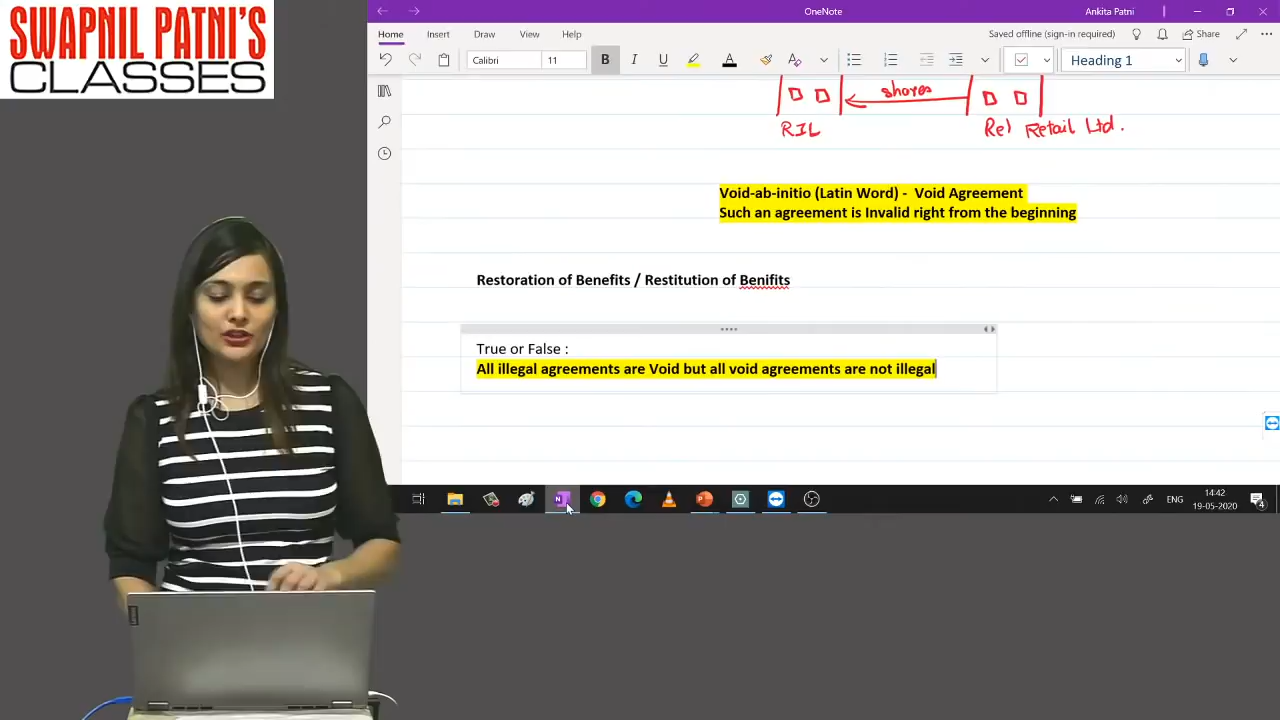 SWAPNIL PATNI'S
CLASSES
OneNote
Ankita Patni
Home Insert Draw View Help
Saved offline (sign-in required)
Share
Calibri 11 B I U A Heading 1
shares
RIL
Rel Retail Ltd.
Void-ab-initio (Latin Word) - Void Agreement
Such an agreement is Invalid right from the beginning
Restoration of Benefits / Restitution of Benifits
True or False :
All illegal agreements are Void but all void agreements are not illegal
ENG
14:42
19-05-2020